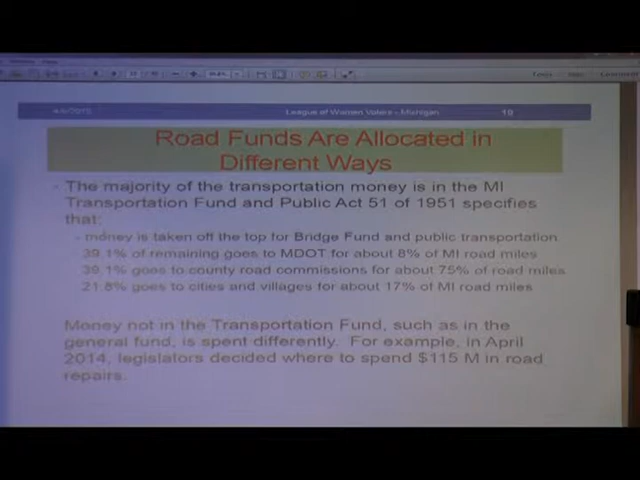 League of Women Voters - Michigan
19
Road Funds Are Allocated in
Different Ways
The majority of the transportation money is in the MI
Transportation Fund and Public Act 51 of 1951 specifies
that:
- money is taken off the top for Bridge Fund and public transportation
39.1% of remaining goes to MDOT for about 8% of MI road miles
39.1% goes to county road commissions for about 75% of road miles
21.8% goes to cities and villages for about 17% of MI road miles
Money not in the Transportation Fund, such as in the
general fund, is spent differently. For example, in April
2014, legislators decided where to spend $115 M in road
repairs.